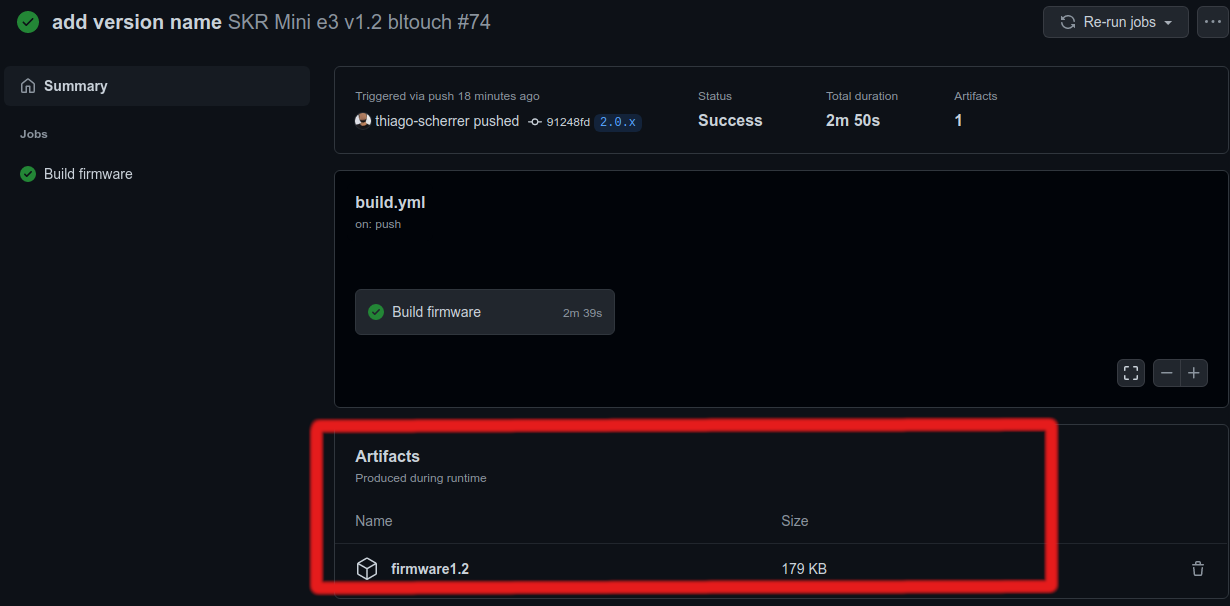 add version name SKR Mini e3 v1.2 bltouch #74
Re-run jobs
Summary
Jobs
Build firmware
Triggered via push 18 minutes ago
thiago-scherrer pushed 91248fd 2.0.x
Status
Success
Total duration
2m 50s
Artifacts
1
build.yml
on: push
Build firmware 2m 39s
Artifacts
Produced during runtime
Name Size
firmware1.2 179 KB